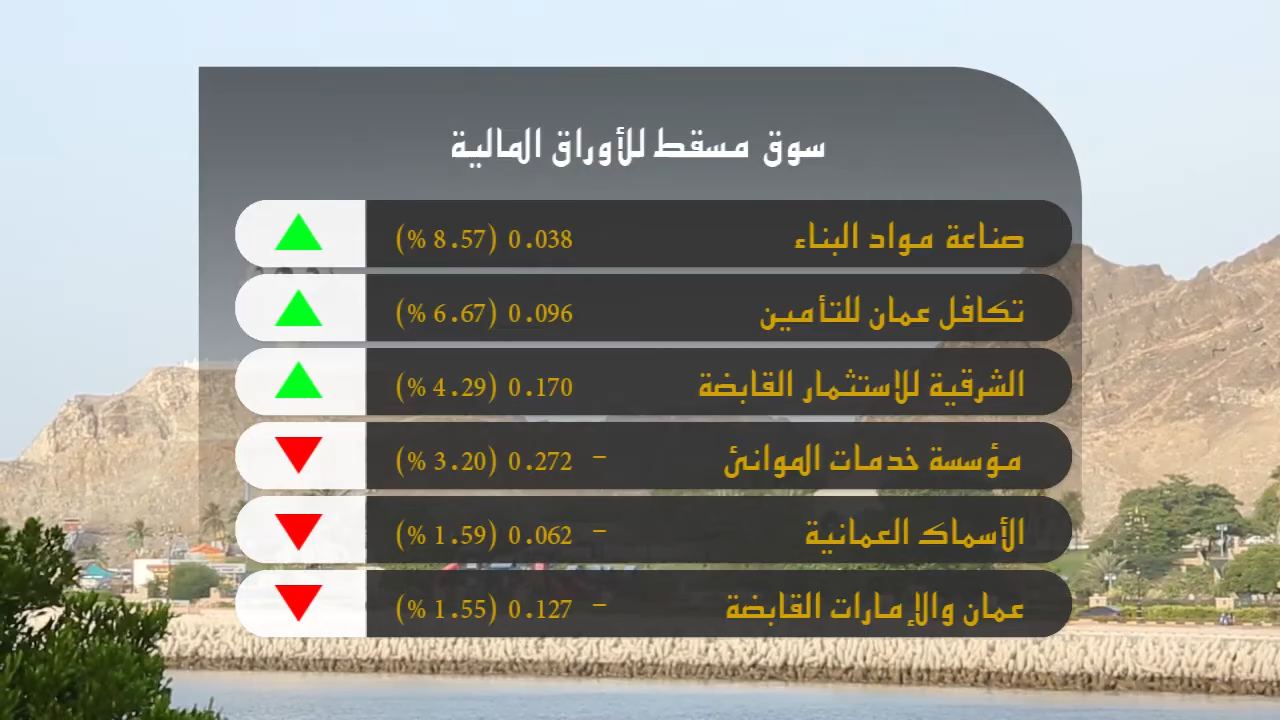 سوق مسقط للأوراق المالية
صناعة مواد البناء 0.038 (8.57 %)
تكافل عمان للتأمين 0.096 (6.67 %)
الشرقية للاستثمار القابضة 0.170 (4.29 %)
مؤسسة خدمات الموانئ - 0.272 (3.20 %)
الأسماك العمانية - 0.062 (1.59 %)
عمان والإمارات القابضة - 0.127 (1.55 %)